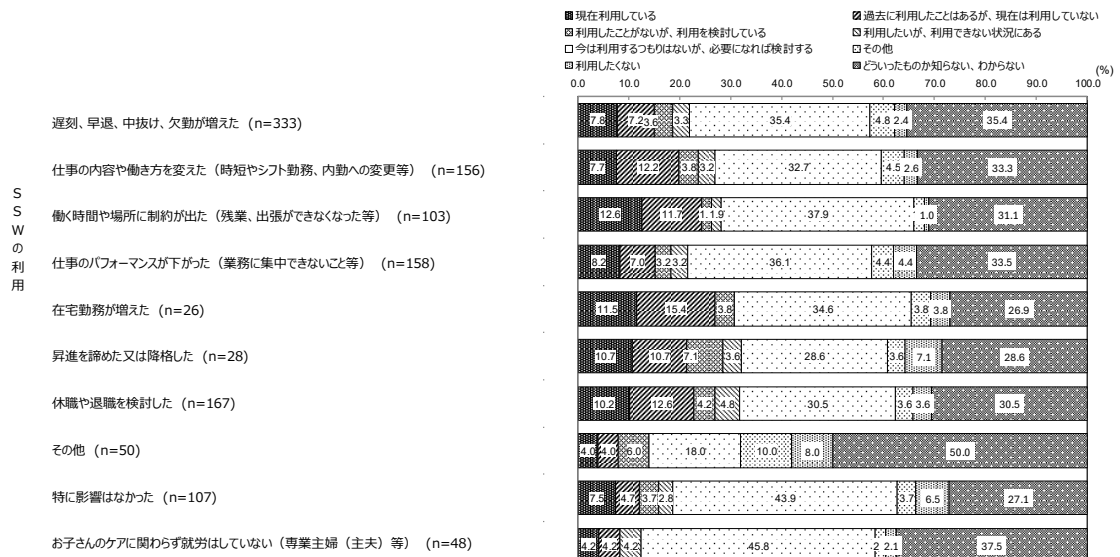 現在利用している
過去に利用したことはあるが、現在は利用していない
利用したことがないが、利用を検討している
利用したいが、利用できない状況にある
今は利用するつもりはないが、必要になれば検討する
その他
利用したくない
どういったものか知らない、わからない
(%)
0.0 10.0 20.0 30.0 40.0 50.0 60.0 70.0 80.0 90.0 100.0
SSWの利用
遅刻、早退、中抜け、欠勤が増えた (n=333)
7.8 7.2 3.6 3.3 35.4 4.8 2.4 35.4
仕事の内容や働き方を変えた(時短やシフト勤務、内勤への変更等) (n=156)
7.7 12.2 3.8 3.2 32.7 4.5 2.6 33.3
働く時間や場所に制約が出た(残業、出張ができなくなった等) (n=103)
12.6 11.7 1.9 37.9 1.0 31.1
仕事のパフォーマンスが下がった(業務に集中できないこと等) (n=158)
8.2 7.0 3.2 3.2 36.1 4.4 4.4 33.5
在宅勤務が増えた (n=26)
11.5 15.4 3.8 34.6 3.8 3.8 26.9
昇進を諦めた又は降格した (n=28)
10.7 10.7 7.1 3.6 28.6 3.6 7.1 28.6
休職や退職を検討した (n=167)
10.2 12.6 4.2 4.8 30.5 3.6 3.6 30.5
その他 (n=50)
4.0 4.0 6.0 18.0 10.0 8.0 50.0
特に影響はなかった (n=107)
7.5 4.7 3.7 2.8 43.9 3.7 6.5 27.1
お子さんのケアに関わらず就労はしていない(専業主婦(主夫)等) (n=48)
4.2 4.2 4.2 45.8 2.1 37.5